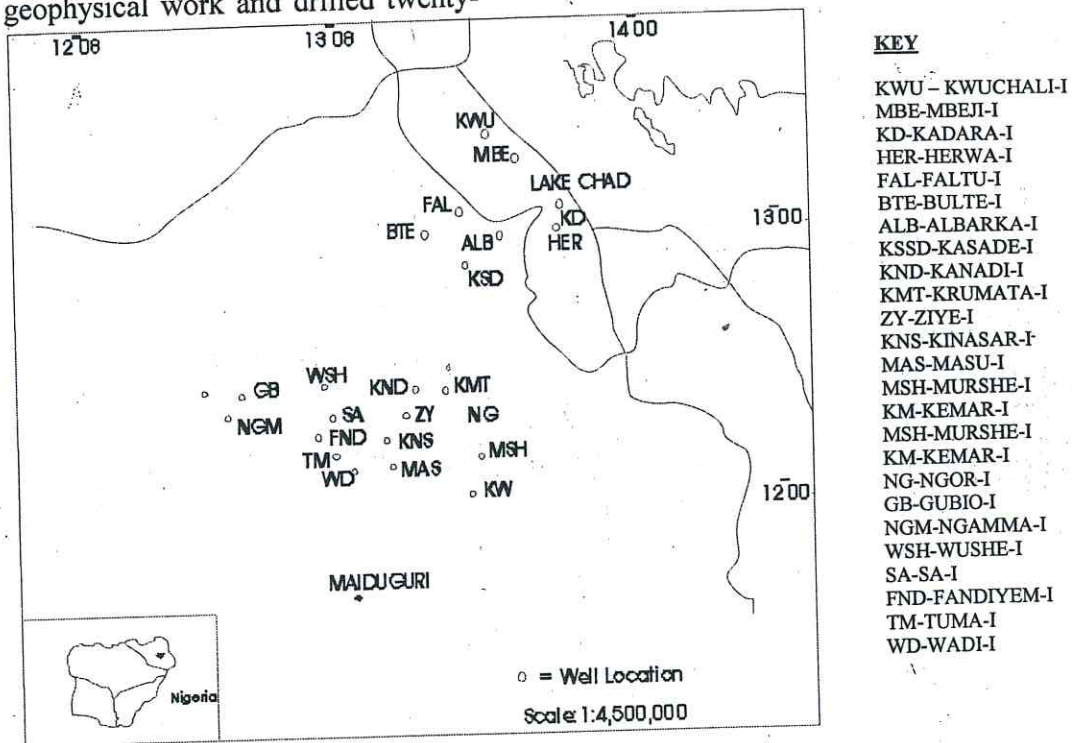 geophysical work and drilled twenty-
12 08
13 08
14 00
KWU
MBE
LAKE CHAD
FAL
KD
13 00
BTE
ALB
HER
KSD
WSH
GB
KND
KMT
NGM
SA
ZY
NG
FND
KNS
MSH
TM
WD
MAS
KW
12 00
MAIDUGURI
Nigeria
= Well Location
Scale: 1:4,500,000
KEY
KWU – KWUCHALI-I
MBE-MBEJI-I
KD-KADARA-I
HER-HERWA-I
FAL-FALTU-I
BTE-BULTE-I
ALB-ALBARKA-I
KSSD-KASADE-I
KND-KANADI-I
KMT-KRUMATA-I
ZY-ZIYE-I
KNS-KINASAR-I
MAS-MASU-I
MSH-MURSHE-I
KM-KEMAR-I
MSH-MURSHE-I
KM-KEMAR-I
NG-NGOR-I
GB-GUBIO-I
NGM-NGAMMA-I
WSH-WUSHE-I
SA-SA-I
FND-FANDIYEM-I
TM-TUMA-I
WD-WADI-I